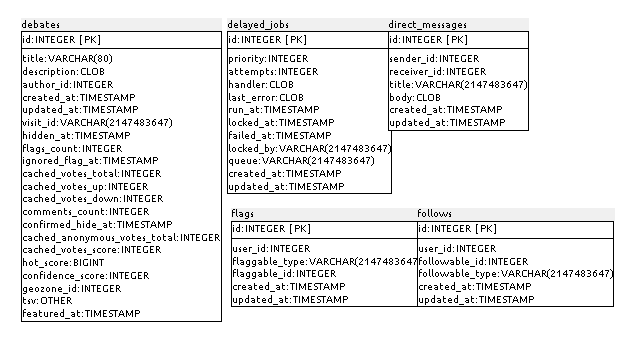 debates
id:INTEGER [PK]
title:VARCHAR(80)
description:CLOB
author_id:INTEGER
created_at:TIMESTAMP
updated_at:TIMESTAMP
visit_id:VARCHAR(2147483647)
hidden_at:TIMESTAMP
flags_count:INTEGER
ignored_flag_at:TIMESTAMP
cached_votes_total:INTEGER
cached_votes_up:INTEGER
cached_votes_down:INTEGER
comments_count:INTEGER
confirmed_hide_at:TIMESTAMP
cached_anonymous_votes_total:INTEGER
cached_votes_score:INTEGER
hot_score:BIGINT
confidence_score:INTEGER
geozone_id:INTEGER
tsv:OTHER
featured_at:TIMESTAMP
delayed_jobs
id:INTEGER [PK]
priority:INTEGER
attempts:INTEGER
handler:CLOB
last_error:CLOB
run_at:TIMESTAMP
locked_at:TIMESTAMP
failed_at:TIMESTAMP
locked_by:VARCHAR(2147483647)
queue:VARCHAR(2147483647)
created_at:TIMESTAMP
updated_at:TIMESTAMP
direct_messages
id:INTEGER [PK]
sender_id:INTEGER
receiver_id:INTEGER
title:VARCHAR(2147483647)
body:CLOB
created_at:TIMESTAMP
updated_at:TIMESTAMP
flags
id:INTEGER [PK]
user_id:INTEGER
flaggable_type:VARCHAR(2147483647
flaggable_id:INTEGER
created_at:TIMESTAMP
updated_at:TIMESTAMP
follows
id:INTEGER [PK]
user_id:INTEGER
followable_id:INTEGER
followable_type:VARCHAR(2147483647)
created_at:TIMESTAMP
updated_at:TIMESTAMP